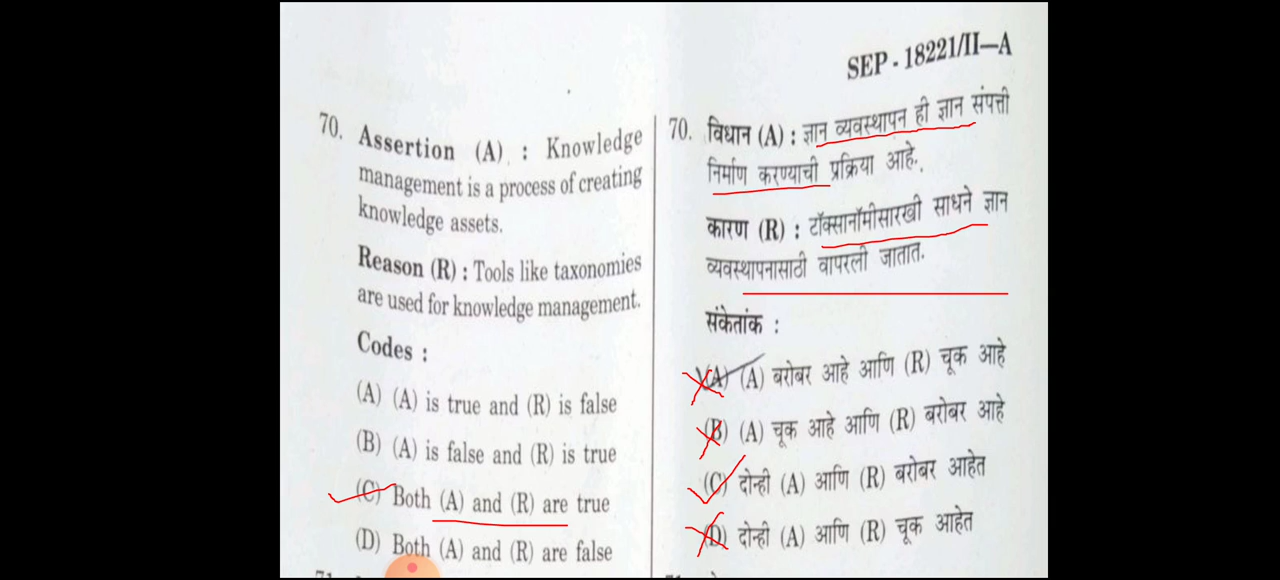 SEP - 18221/II—A
70. Assertion (A) : Knowledge
management is a process of creating
knowledge assets.
Reason (R) : Tools like taxonomies
are used for knowledge management.
Codes :
(A) (A) is true and (R) is false
(B) (A) is false and (R) is true
(C) Both (A) and (R) are true
(D) Both (A) and (R) are false
70. विधान (A) : ज्ञान व्यवस्थापन ही ज्ञान संपत्ती
निर्माण करण्याची प्रक्रिया आहे.
कारण (R) : टॉक्सानॉमीसारखी साधने ज्ञान
व्यवस्थापनासाठी वापरली जातात.
संकेतांक :
(A) (A) बरोबर आहे आणि (R) चूक आहे
(B) (A) चूक आहे आणि (R) बरोबर आहे
(C) दोन्ही (A) आणि (R) बरोबर आहेत
(D) दोन्ही (A) आणि (R) चूक आहेत